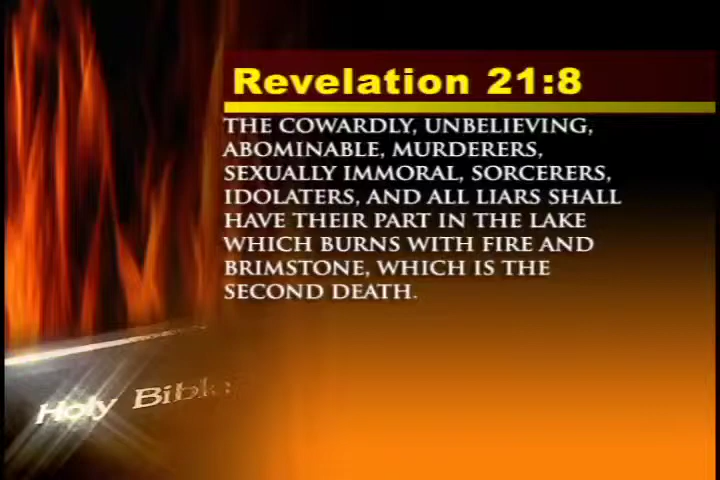 Revelation 21:8
THE COWARDLY, UNBELIEVING,
ABOMINABLE, MURDERERS,
SEXUALLY IMMORAL, SORCERERS,
IDOLATERS, AND ALL LIARS SHALL
HAVE THEIR PART IN THE LAKE
WHICH BURNS WITH FIRE AND
BRIMSTONE, WHICH IS THE
SECOND DEATH.
Holy Bible